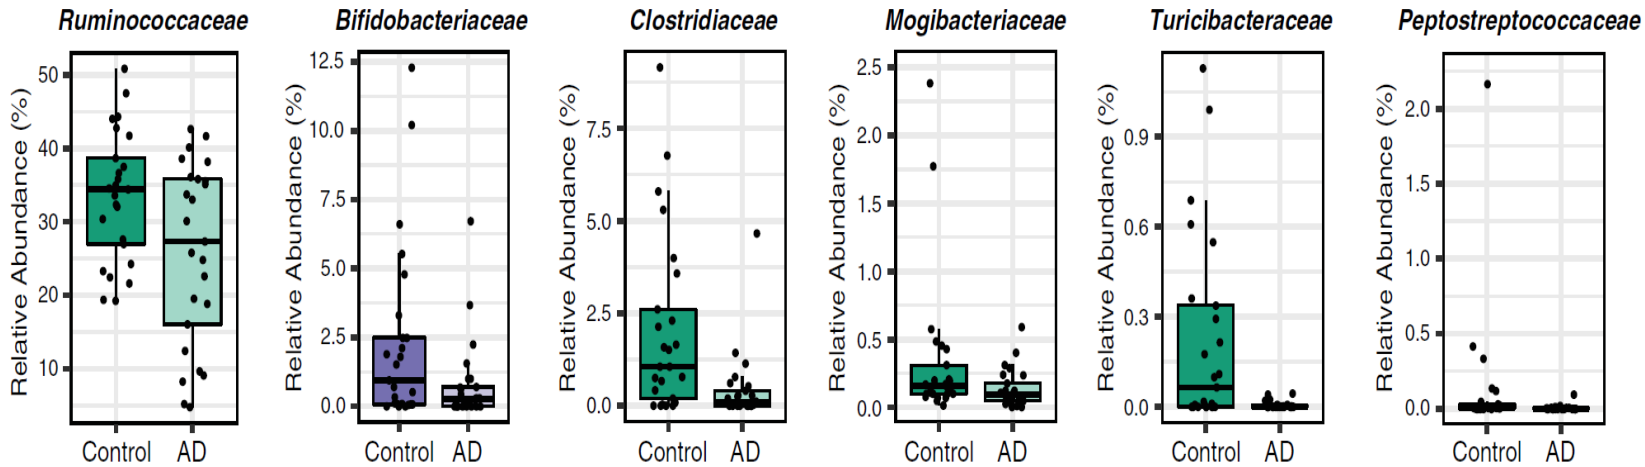 Ruminococcaceae
Relative Abundance (%)
50
40
30
20
10
Control AD
Bifidobacteriaceae
Relative Abundance (%)
12.5
10.0
7.5
5.0
2.5
0.0
Control AD
Clostridiaceae
Relative Abundance (%)
7.5
5.0
2.5
0.0
Control AD
Mogibacteriaceae
Relative Abundance (%)
2.5
2.0
1.5
1.0
0.5
0.0
Control AD
Turicibacteraceae
Relative Abundance (%)
0.9
0.6
0.3
0.0
Control AD
Peptostreptococcaceae
Relative Abundance (%)
2.0
1.5
1.0
0.5
0.0
Control AD